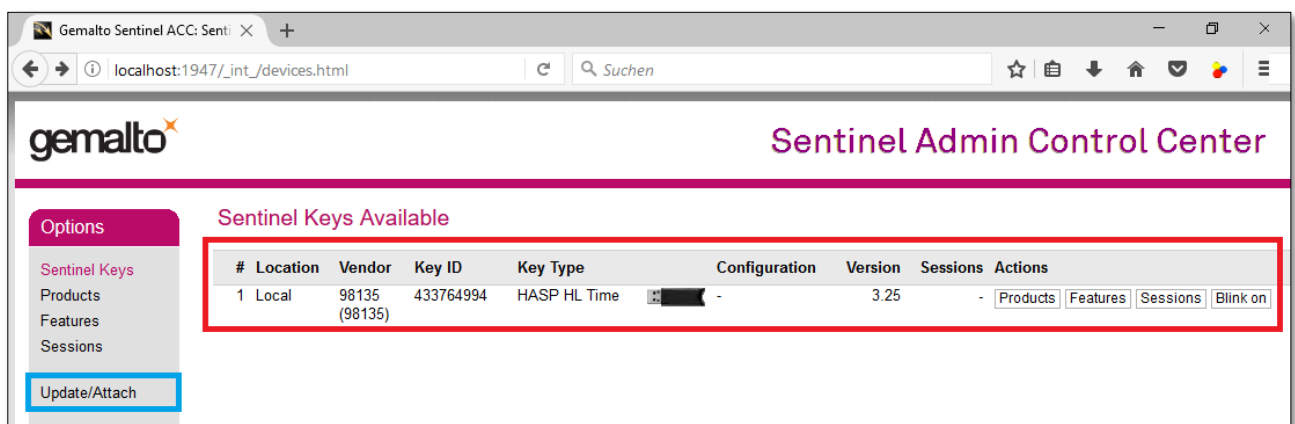 Gemalto Sentinel ACC: Senti
localhost:1947/_int_/devices.html
Suchen
gemalto
Sentinel Admin Control Center
Options
Sentinel Keys
Products
Features
Sessions
Update/Attach
Sentinel Keys Available
# Location Vendor Key ID Key Type Configuration Version Sessions Actions
1 Local 98135 433764994 HASP HL Time - 3.25 - Products Features Sessions Blink on
(98135)